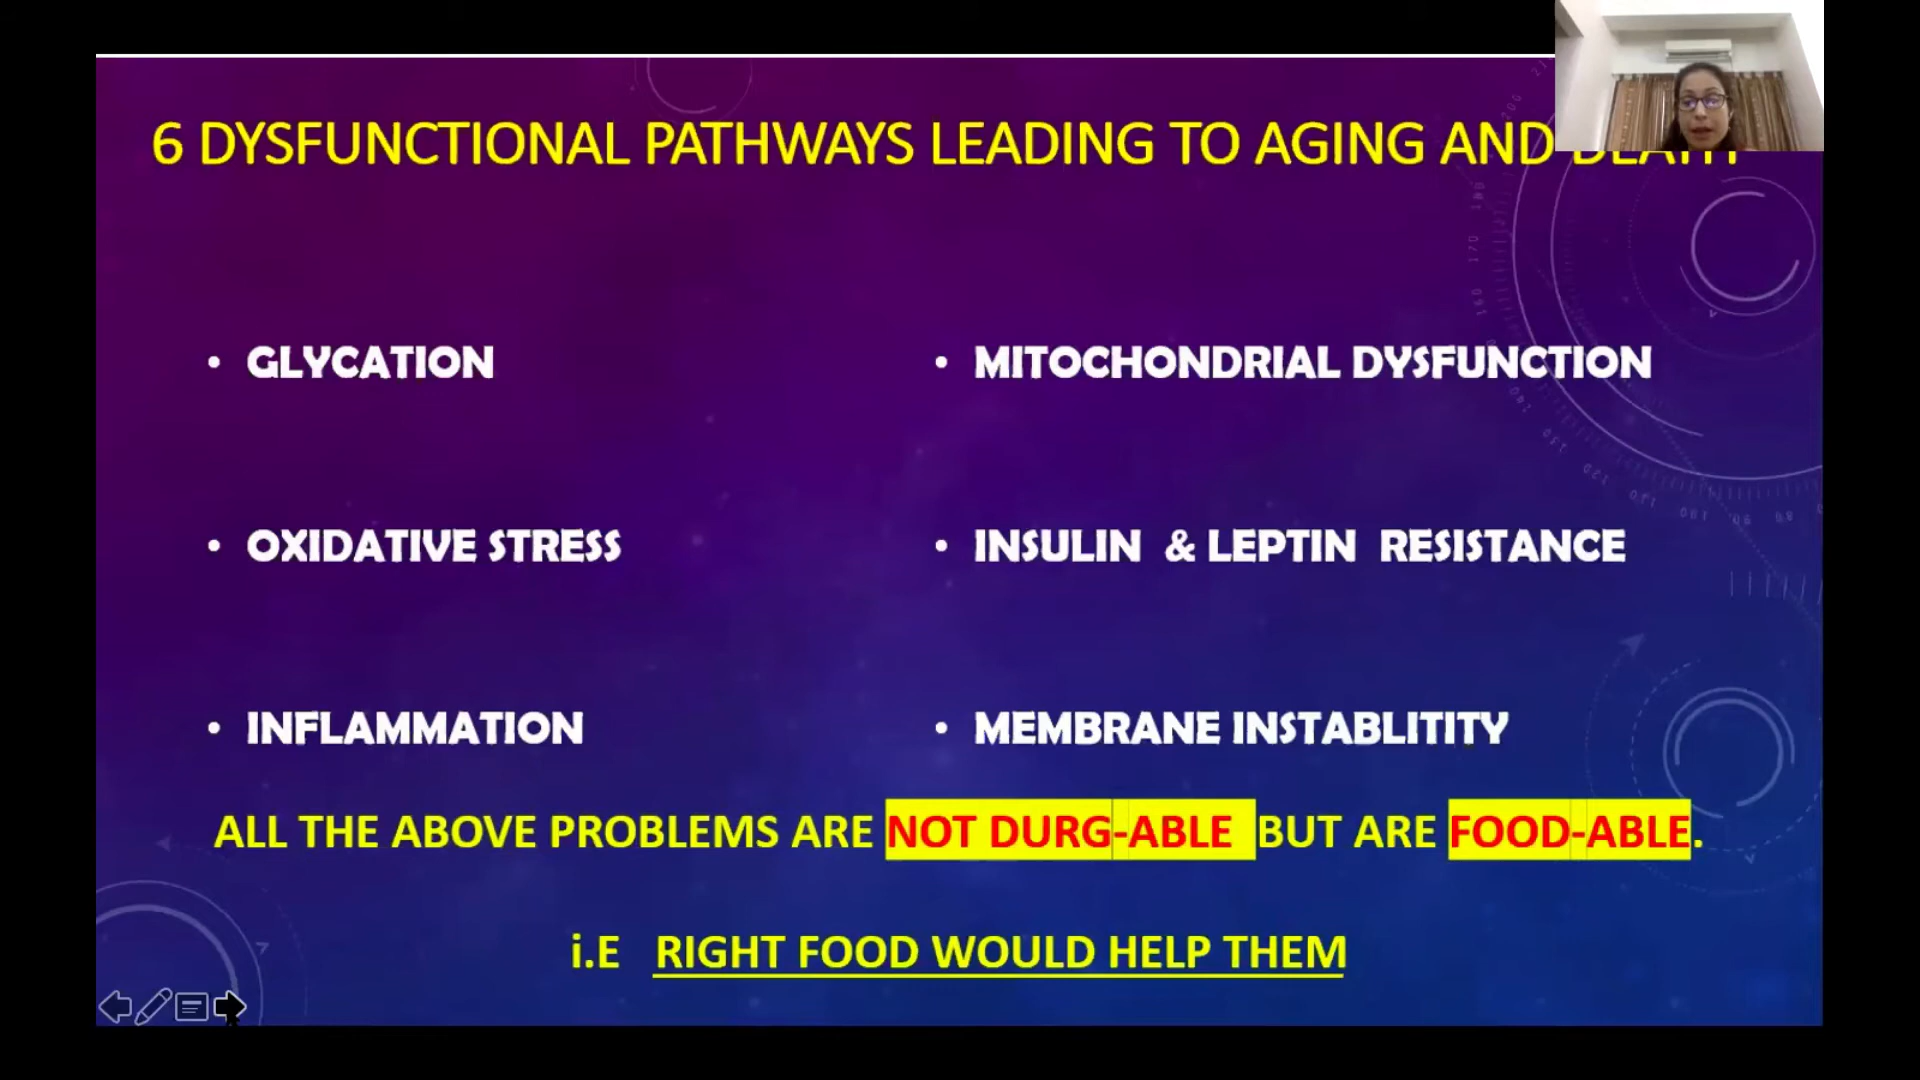 6 DYSFUNCTIONAL PATHWAYS LEADING TO AGING AND
• GLYCATION
• OXIDATIVE STRESS
• INFLAMMATION
• MITOCHONDRIAL DYSFUNCTION
• INSULIN & LEPTIN RESISTANCE
• MEMBRANE INSTABLITITY
ALL THE ABOVE PROBLEMS ARE NOT DURG-ABLE BUT ARE FOOD-ABLE.
i.E RIGHT FOOD WOULD HELP THEM